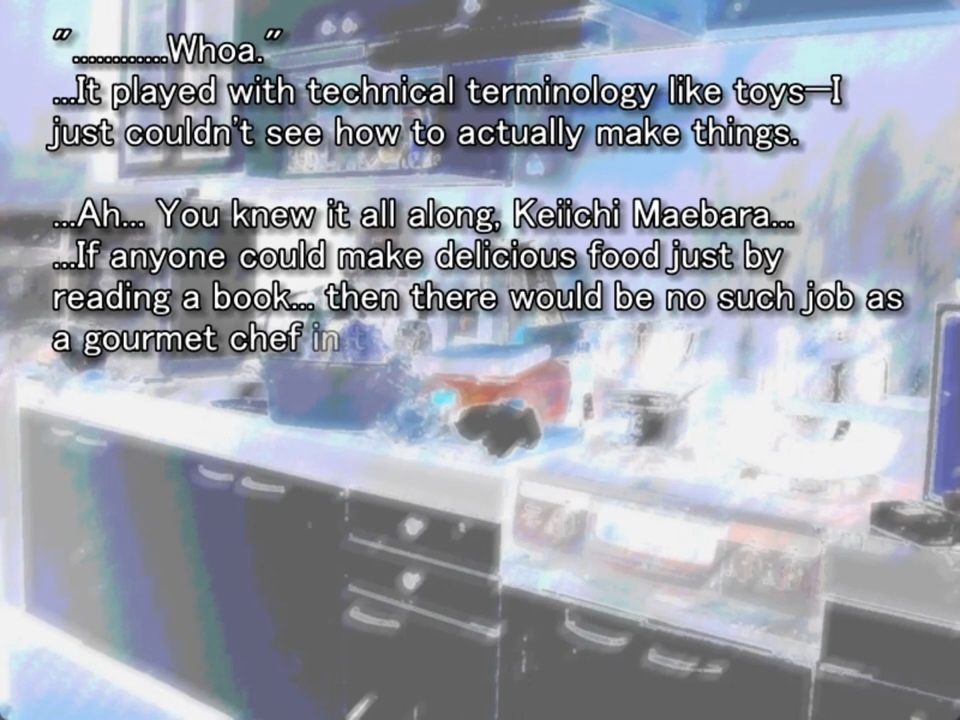 "............Whoa."
...It played with technical terminology like toys—I
just couldn't see how to actually make things.
...Ah... You knew it all along, Keiichi Maebara...
...If anyone could make delicious food just by
reading a book... then there would be no such job as
a gourmet chef in t